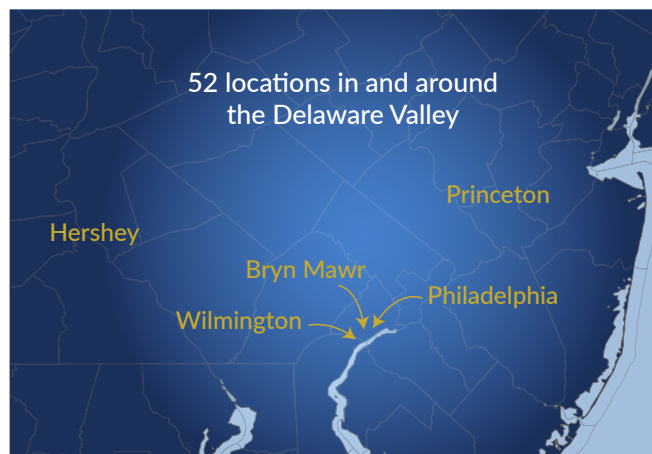 52 locations in and around
the Delaware Valley
Princeton
Hershey
Bryn Mawr
Philadelphia
Wilmington